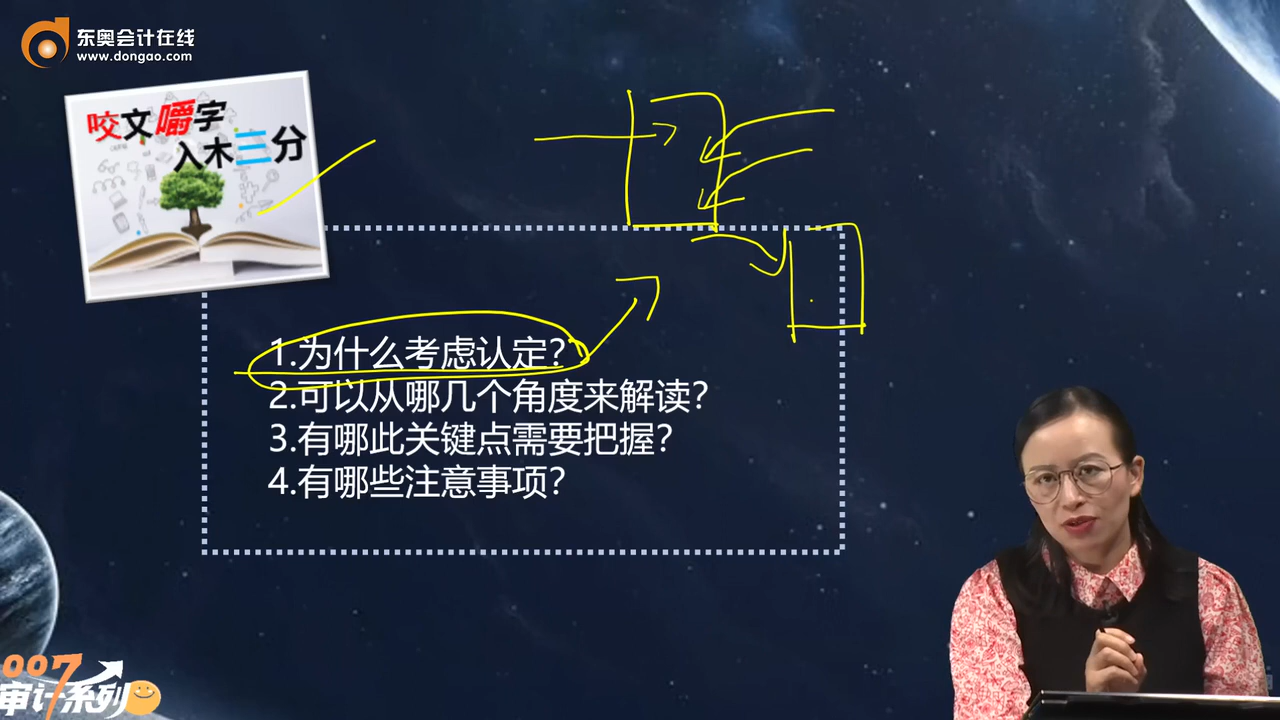 东奥会计在线
www.dongao.com
咬文嚼字
入木三分
1.为什么考虑认定?
2.可以从哪几个角度来解读?
3.有哪此关键点需要把握?
4.有哪些注意事项?
007
审计系列